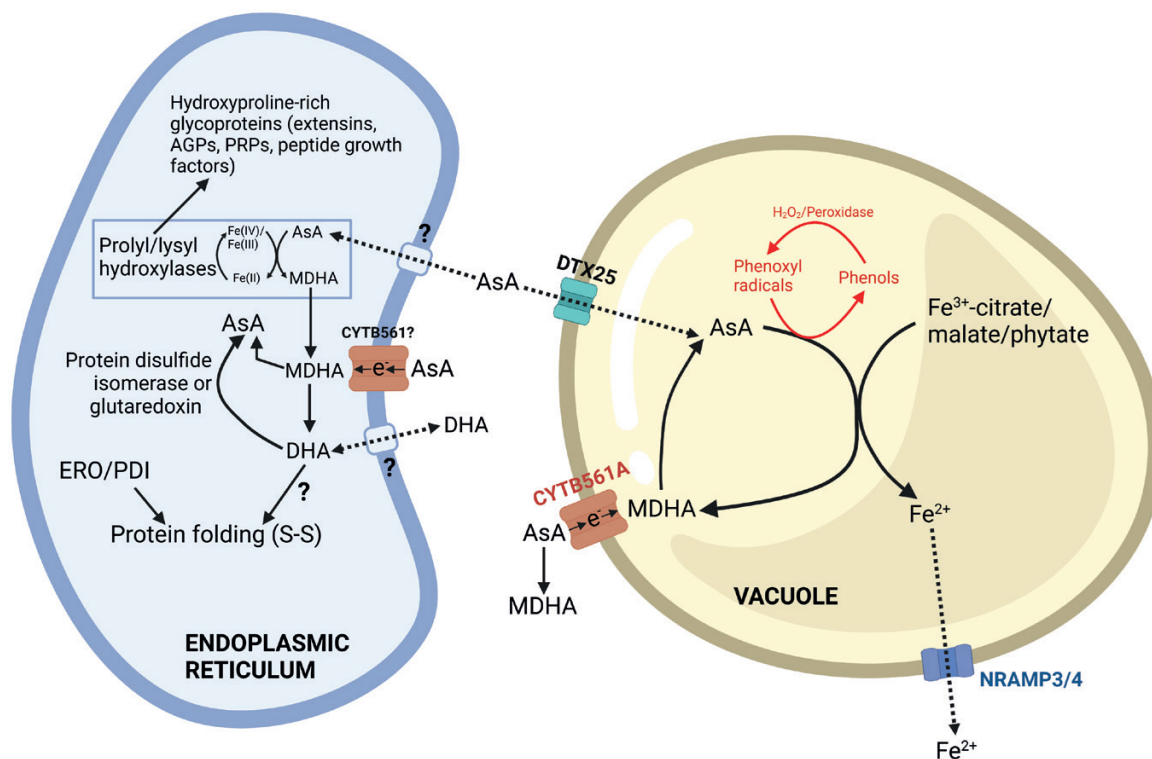 Hydroxyproline-rich
glycoproteins (extensins,
AGPs, PRPs, peptide growth
factors)
Prolyl/lysyl
hydroxylases
Fe(IV)/
Fe(III)
Fe(II)
AsA
MDHA
?
AsA
CYTB561?
MDHA
e-
AsA
Protein disulfide
isomerase or
glutaredoxin
DHA
DHA
?
?
ERO/PDI
Protein folding (S-S)
ENDOPLASMIC
RETICULUM
AsA
DTX25
H₂O₂/Peroxidase
Phenoxyl
radicals
Phenols
AsA
Fe³⁺-citrate/
malate/phytate
CYTB561A
AsA
e-
MDHA
MDHA
Fe²⁺
VACUOLE
NRAMP3/4
Fe²⁺